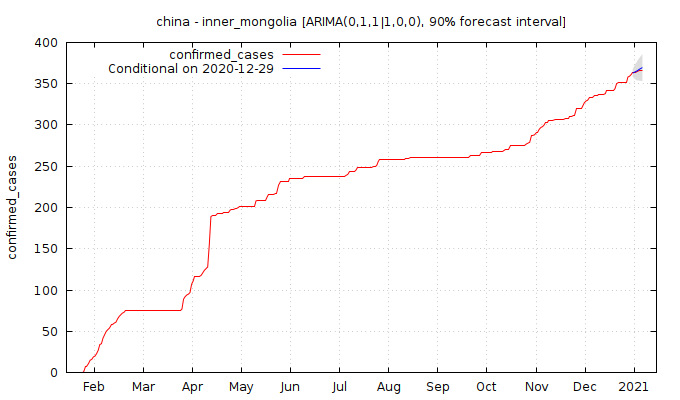 china - inner_mongolia [ARIMA(0,1,1|1,0,0), 90% forecast interval]
400
350
300
250
200
150
100
50
0
confirmed_cases
confirmed_cases
Conditional on 2020-12-29
Feb Mar Apr May Jun Jul Aug Sep Oct Nov Dec 2021